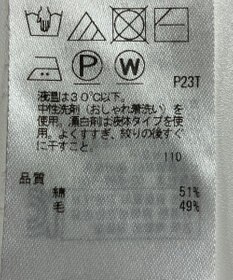 P
W
P23T
液温は30℃以下。
中性洗剤（おしゃれ着洗い）を
使用。漂白剤は液体タイプを使
用。よくすすぎ、絞りの後すぐ
に干すこと。
110
品質
綿 51%
毛 49%